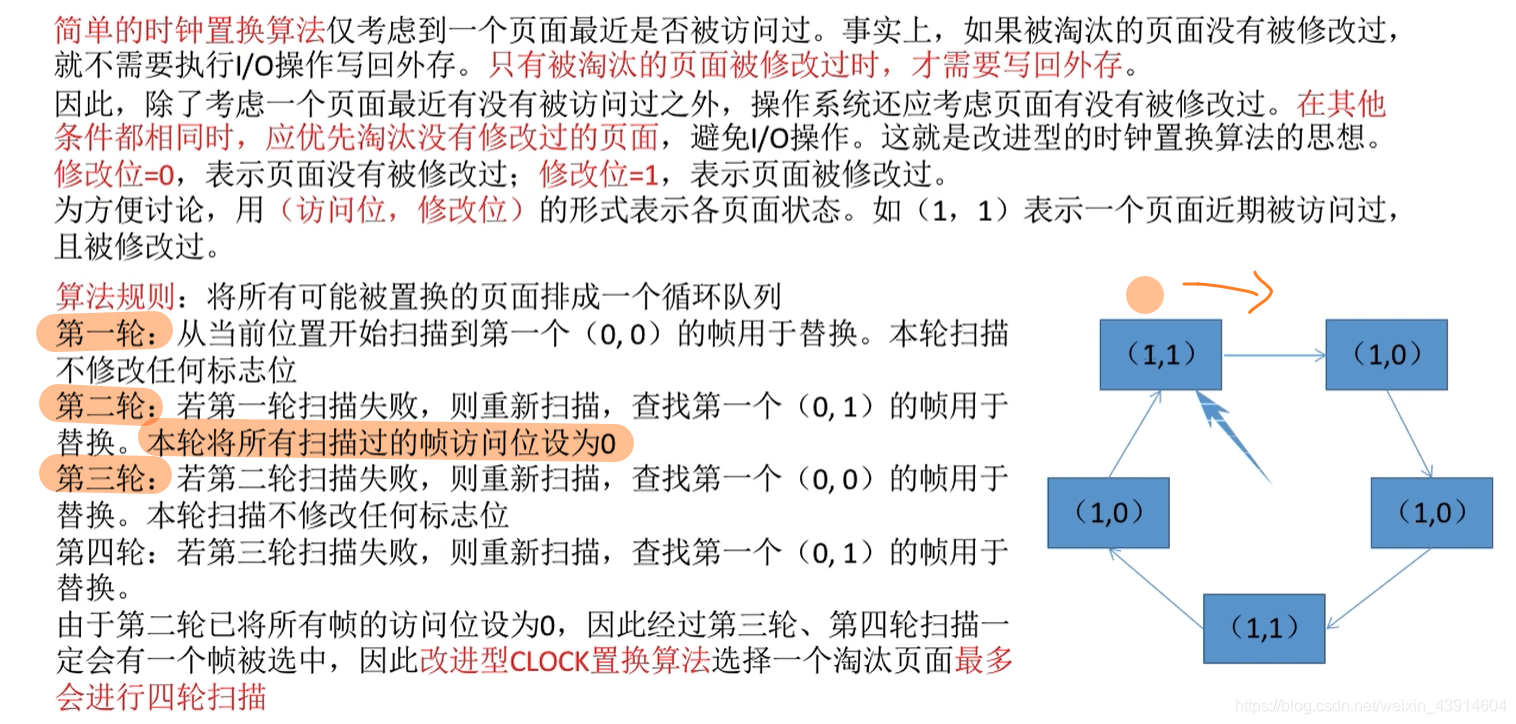 简单的时钟置换算法仅考虑到一个页面最近是否被访问过。事实上，如果被淘汰的页面没有被修改过，
就不需要执行I/O操作写回外存。只有被淘汰的页面被修改过时，才需要写回外存。
因此，除了考虑一个页面最近有没有被访问过之外，操作系统还应考虑页面有没有被修改过。在其他
条件都相同时，应优先淘汰没有修改过的页面，避免I/O操作。这就是改进型的时钟置换算法的思想。
修改位=0，表示页面没有被修改过；修改位=1，表示页面被修改过。
为方便讨论，用（访问位，修改位）的形式表示各页面状态。如（1，1）表示一个页面近期被访问过，
且被修改过。
算法规则：将所有可能被置换的页面排成一个循环队列
第一轮：从当前位置开始扫描到第一个（0, 0）的帧用于替换。本轮扫描
不修改任何标志位
第二轮：若第一轮扫描失败，则重新扫描，查找第一个（0, 1）的帧用于
替换。本轮将所有扫描过的帧访问位设为0
第三轮：若第二轮扫描失败，则重新扫描，查找第一个（0, 0）的帧用于
替换。本轮扫描不修改任何标志位
第四轮：若第三轮扫描失败，则重新扫描，查找第一个（0, 1）的帧用于
替换。
由于第二轮已将所有帧的访问位设为0，因此经过第三轮、第四轮扫描一
定会有一个帧被选中，因此改进型CLOCK置换算法选择一个淘汰页面最多
会进行四轮扫描
（1,1）
（1,0）
（1,0）
（1,0）
（1,1）
https://blog.csdn.net/weixin_43914604